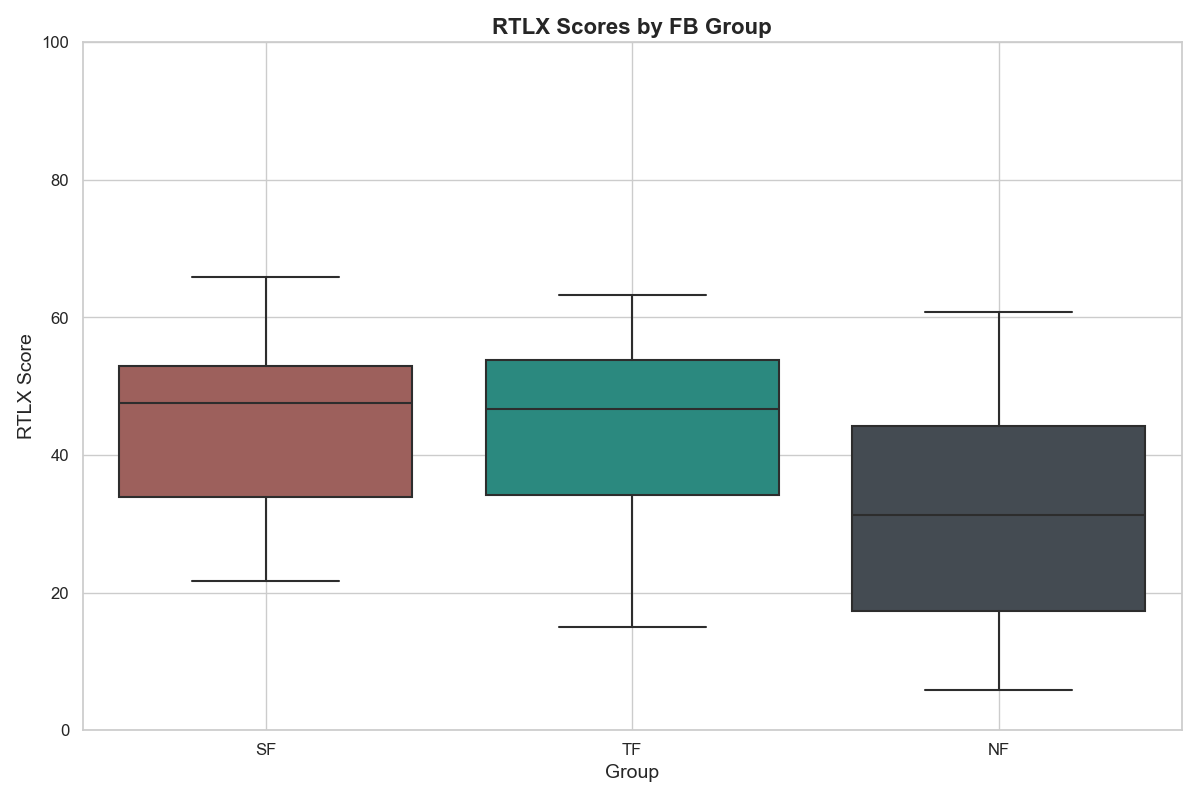 RTLX Scores by FB Group
100
80
60
40
20
0
RTLX Score
SF
TF
NF
Group